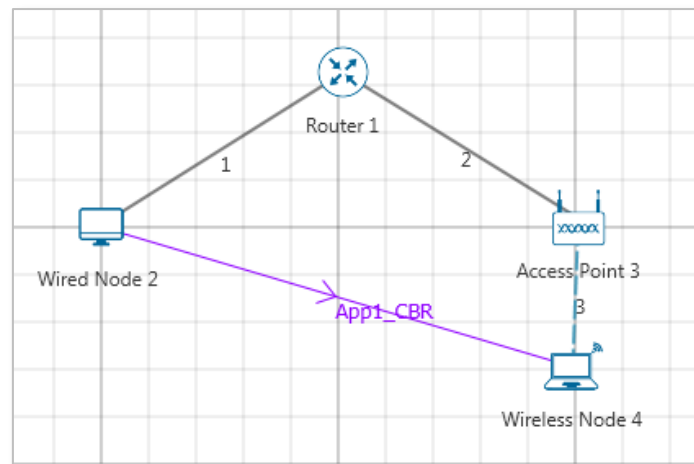 Router 1
1
2
Wired Node 2
Access Point 3
App1_CBR
3
Wireless Node 4